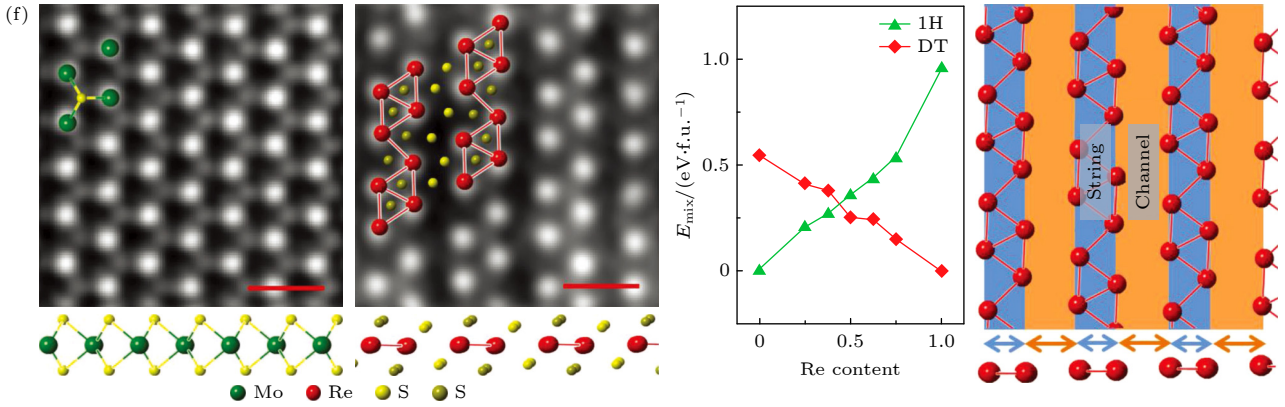 (f)
Mo Re S S
1H
DT
1.0
0.5
0
E_mix/(eV·f.u.⁻¹)
0 0.5 1.0
Re content
String
Channel